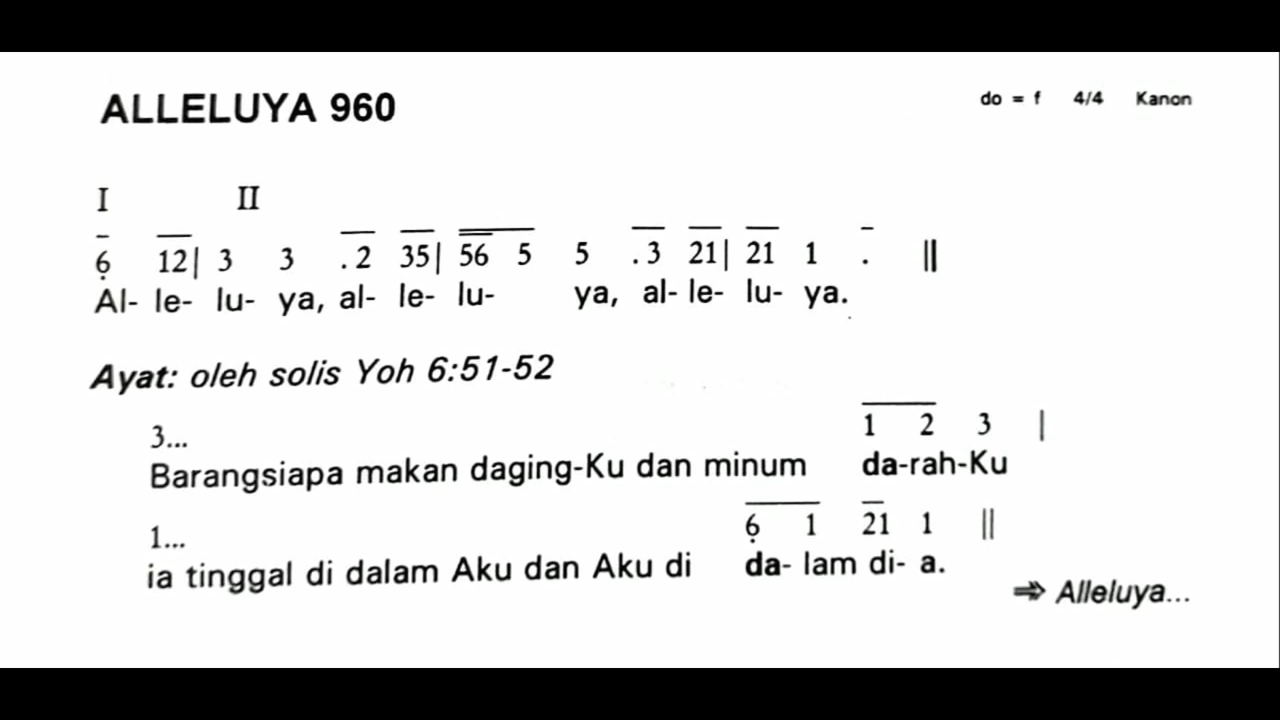 ALLELUYA 960 do = f 4/4 Kanon
I II
6̣ 12| 3 3 .2 35| 56 5 5 .3 21| 21 1 . ||
Al- le- lu- ya, al- le- lu- ya, al- le- lu- ya.
Ayat: oleh solis Yoh 6:51-52
3... 1 2 3 |
Barangsiapa makan daging-Ku dan minum da-rah-Ku
1... 6̣ 1 21 1 ||
ia tinggal di dalam Aku dan Aku di da- lam di- a.
⇒ Alleluya...